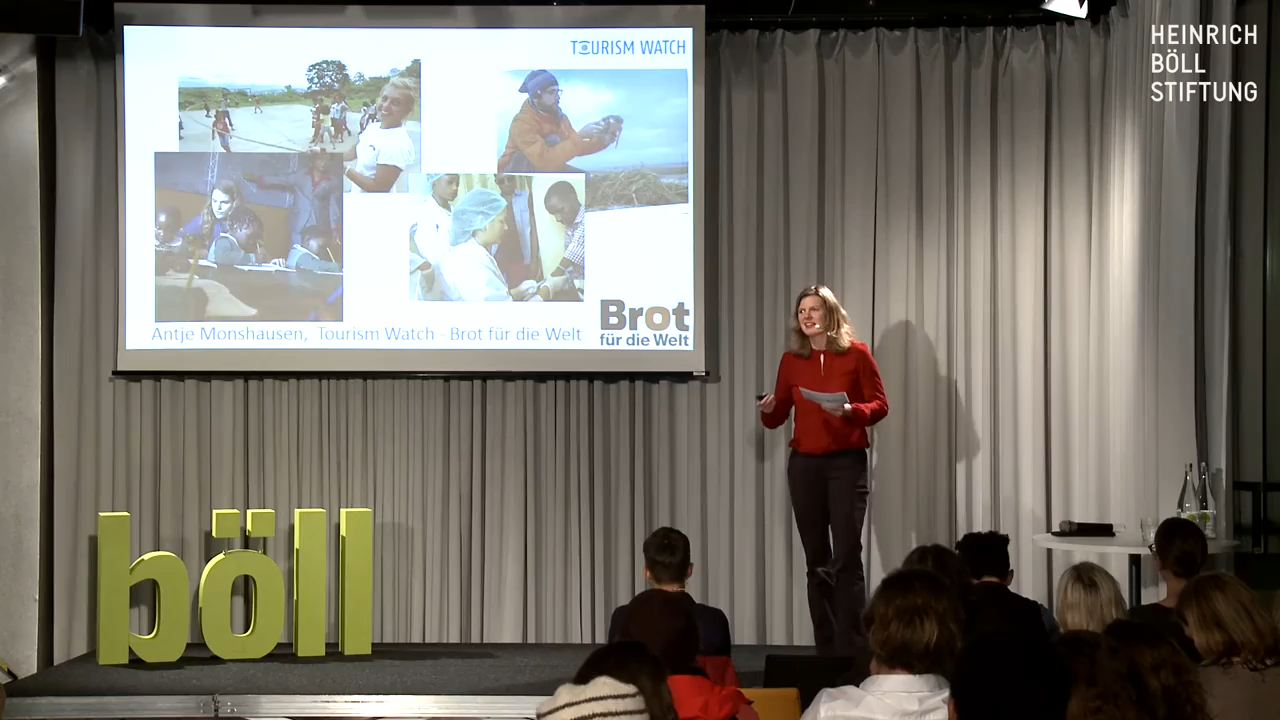 TOURISM WATCH
HEINRICH
BÖLL
STIFTUNG
Antje Monshausen, Tourism Watch - Brot für die Welt
Brot
für die Welt
böll